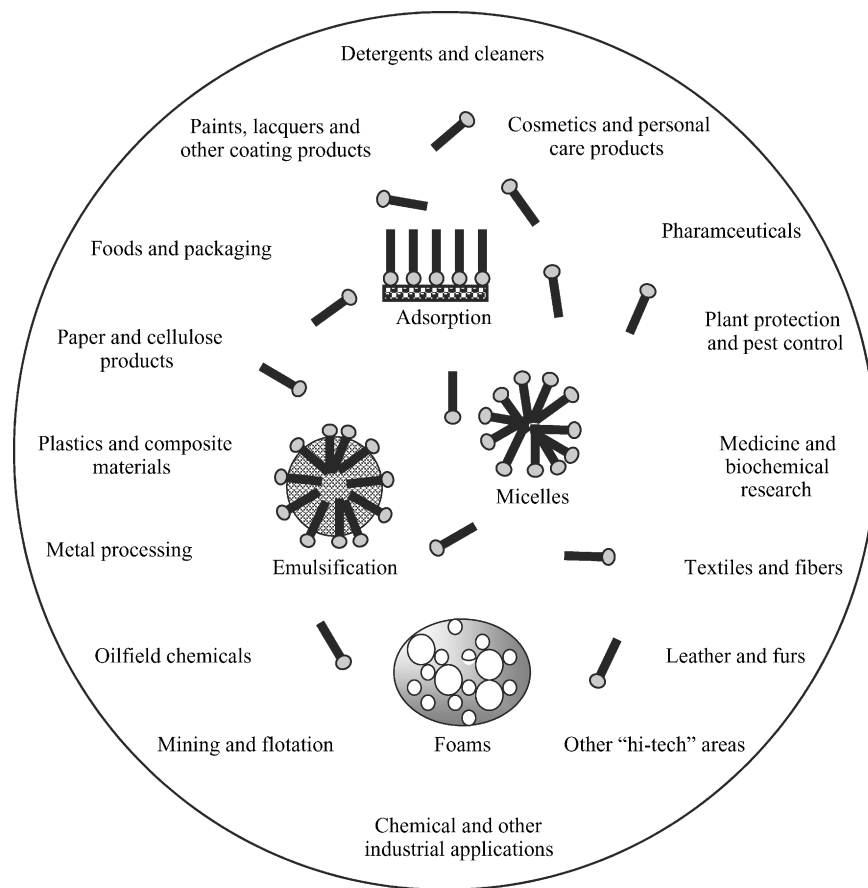 Detergents and cleaners
Paints, lacquers and
other coating products
Cosmetics and personal
care products
Foods and packaging
Pharamceuticals
Adsorption
Paper and cellulose
products
Plant protection
and pest control
Plastics and composite
materials
Micelles
Medicine and
biochemical
research
Metal processing
Emulsification
Textiles and fibers
Oilfield chemicals
Leather and furs
Mining and flotation
Foams
Other “hi-tech” areas
Chemical and other
industrial applications